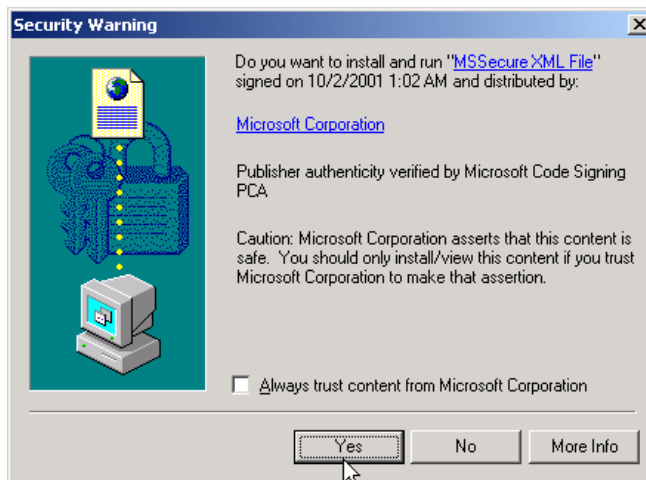 Security Warning
Do you want to install and run "MSSecure XML File"
signed on 10/2/2001 1:02 AM and distributed by:
Microsoft Corporation
Publisher authenticity verified by Microsoft Code Signing
PCA
Caution: Microsoft Corporation asserts that this content is
safe.  You should only install/view this content if you trust
Microsoft Corporation to make that assertion.
Always trust content from Microsoft Corporation
Yes No More Info